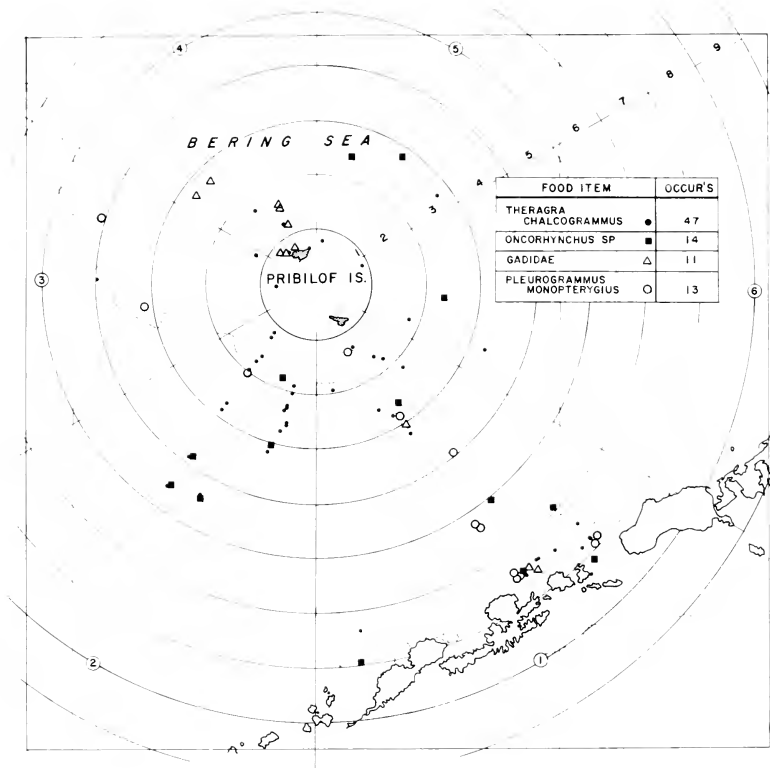 4
5
9
8
7
6
5
4
3
2
1
BERING SEA
FOOD ITEM OCCUR'S
THERAGRA
CHALCOGRAMMUS ● 47
ONCORHYNCHUS SP ■ 14
GADIDAE △ 11
PLEUROGRAMMUS
MONOPTERYGIUS ○ 13
PRIBILOF IS.
3
6
2
1